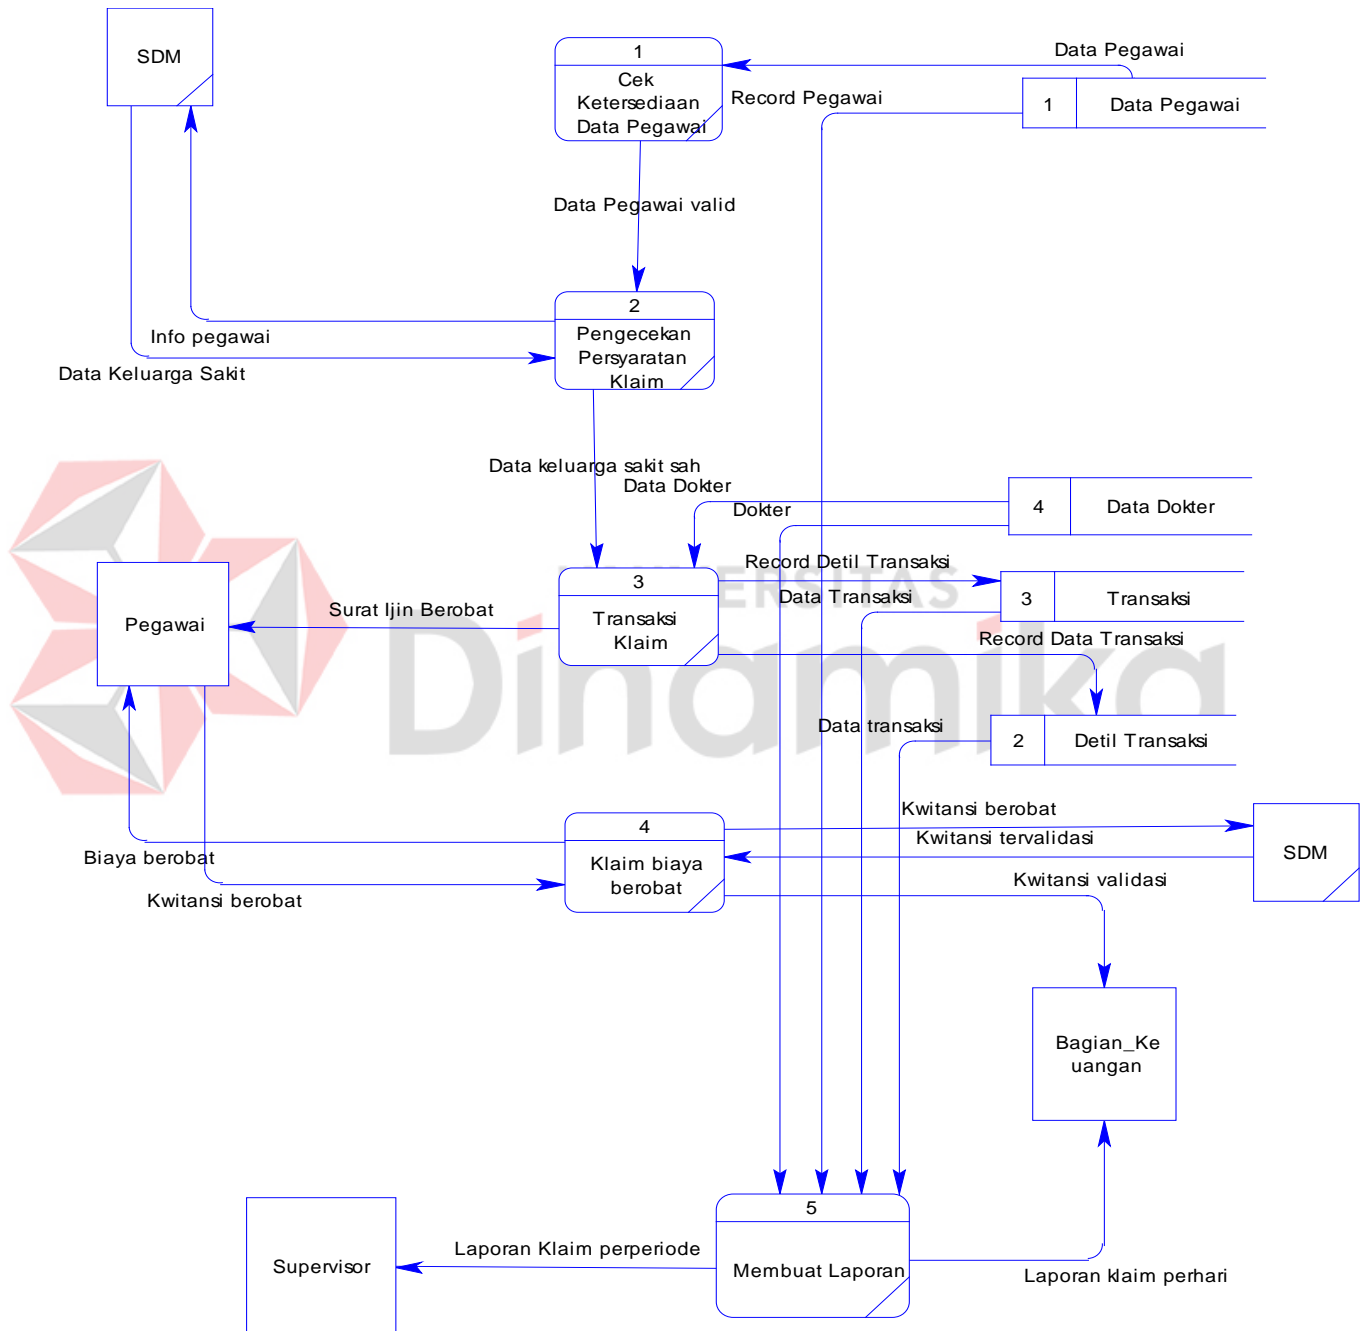 SDM
1
Cek
Ketersediaan
Data Pegawai
Data Pegawai
Record Pegawai
1
Data Pegawai
Data Pegawai valid
2
Pengecekan
Persyaratan
Klaim
Info pegawai
Data Keluarga Sakit
Data keluarga sakit sah
Data Dokter
Dokter
4
Data Dokter
Pegawai
Surat Ijin Berobat
3
Transaksi
Klaim
Record Detil Transaksi
Data Transaksi
3
Transaksi
Record Data Transaksi
UNIVERSITAS
Dinamika
Data transaksi
2
Detil Transaksi
4
Klaim biaya
berobat
Kwitansi berobat
Kwitansi tervalidasi
SDM
Biaya berobat
Kwitansi berobat
Kwitansi validasi
Bagian_Ke
uangan
5
Membuat Laporan
Supervisor
Laporan Klaim perperiode
Laporan klaim perhari